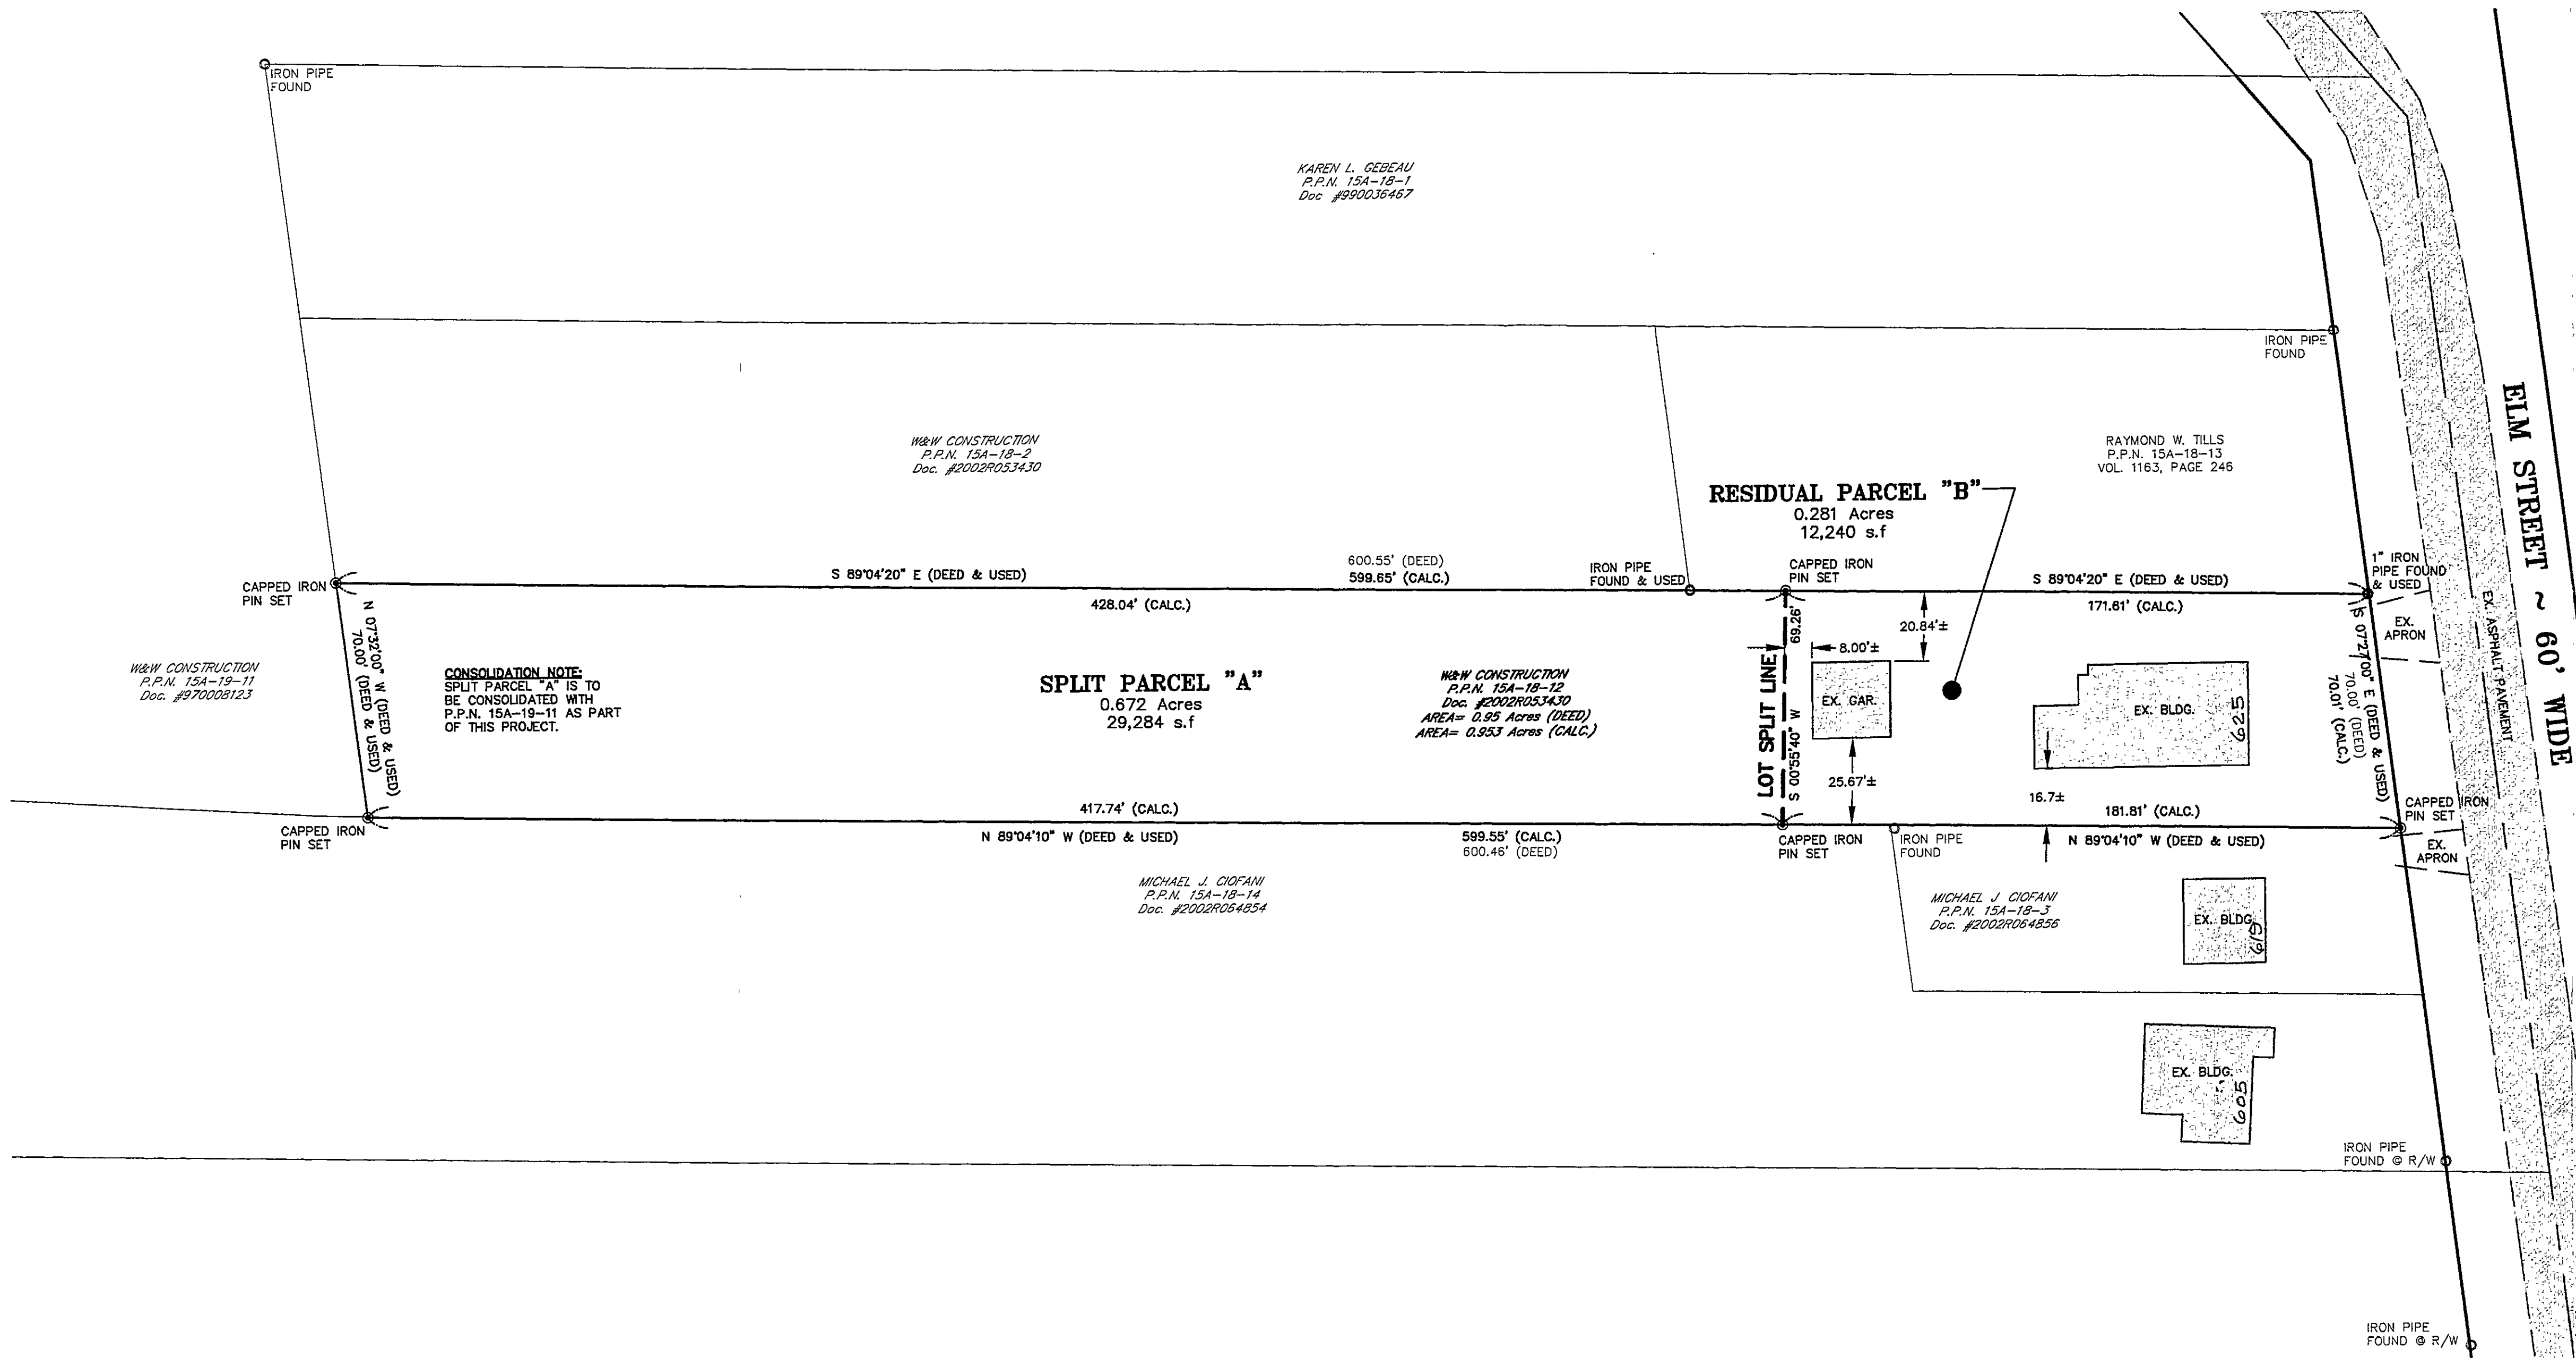 IRON PIPE
FOUND
KAREN L. GEBEAU
P.P.N. 15A-18-1
Doc #990036467
IRON PIPE
FOUND
W&W CONSTRUCTION
P.P.N. 15A-18-2
Doc. #2002R053430
RAYMOND W. TILLS
P.P.N. 15A-18-13
VOL. 1163, PAGE 246
ELM STREET ~ 60' WIDE
EX. ASPHALT PAVEMENT
RESIDUAL PARCEL "B"
0.281 Acres
12,240 s.f
CAPPED IRON
PIN SET
S 89°04'20" E (DEED & USED)
600.55' (DEED)
599.65' (CALC.)
428.04' (CALC.)
IRON PIPE
FOUND & USED
CAPPED IRON
PIN SET
S 89°04'20" E (DEED & USED)
171.81' (CALC.)
1" IRON
PIPE FOUND
& USED
EX.
APRON
N 07°32'00" W (DEED & USED)
70.00' (DEED & USED)
W&W CONSTRUCTION
P.P.N. 15A-19-11
Doc. #970008123
CONSOLIDATION NOTE:
SPLIT PARCEL "A" IS TO
BE CONSOLIDATED WITH
P.P.N. 15A-19-11 AS PART
OF THIS PROJECT.
SPLIT PARCEL "A"
0.672 Acres
29,284 s.f
W&W CONSTRUCTION
P.P.N. 15A-18-12
Doc. #2002R053430
AREA= 0.95 Acres (DEED)
AREA= 0.953 Acres (CALC.)
LOT SPLIT LINE
S 00°55'40" W
69.26'
8.00'±
20.84'±
EX. GAR.
25.67'±
EX. BLDG.
625
16.7±
S 07°27'00" E (DEED & USED)
70.00' (DEED)
70.01' (CALC.)
CAPPED IRON
PIN SET
417.74' (CALC.)
N 89°04'10" W (DEED & USED)
599.55' (CALC.)
600.46' (DEED)
CAPPED IRON
PIN SET
IRON PIPE
FOUND
181.81' (CALC.)
N 89°04'10" W (DEED & USED)
CAPPED IRON
PIN SET
EX.
APRON
MICHAEL J. CIOFANI
P.P.N. 15A-18-14
Doc. #2002R064854
MICHAEL J CIOFANI
P.P.N. 15A-18-3
Doc. #2002R064856
EX. BLDG.
619
EX. BLDG.
605
IRON PIPE
FOUND @ R/W
IRON PIPE
FOUND @ R/W